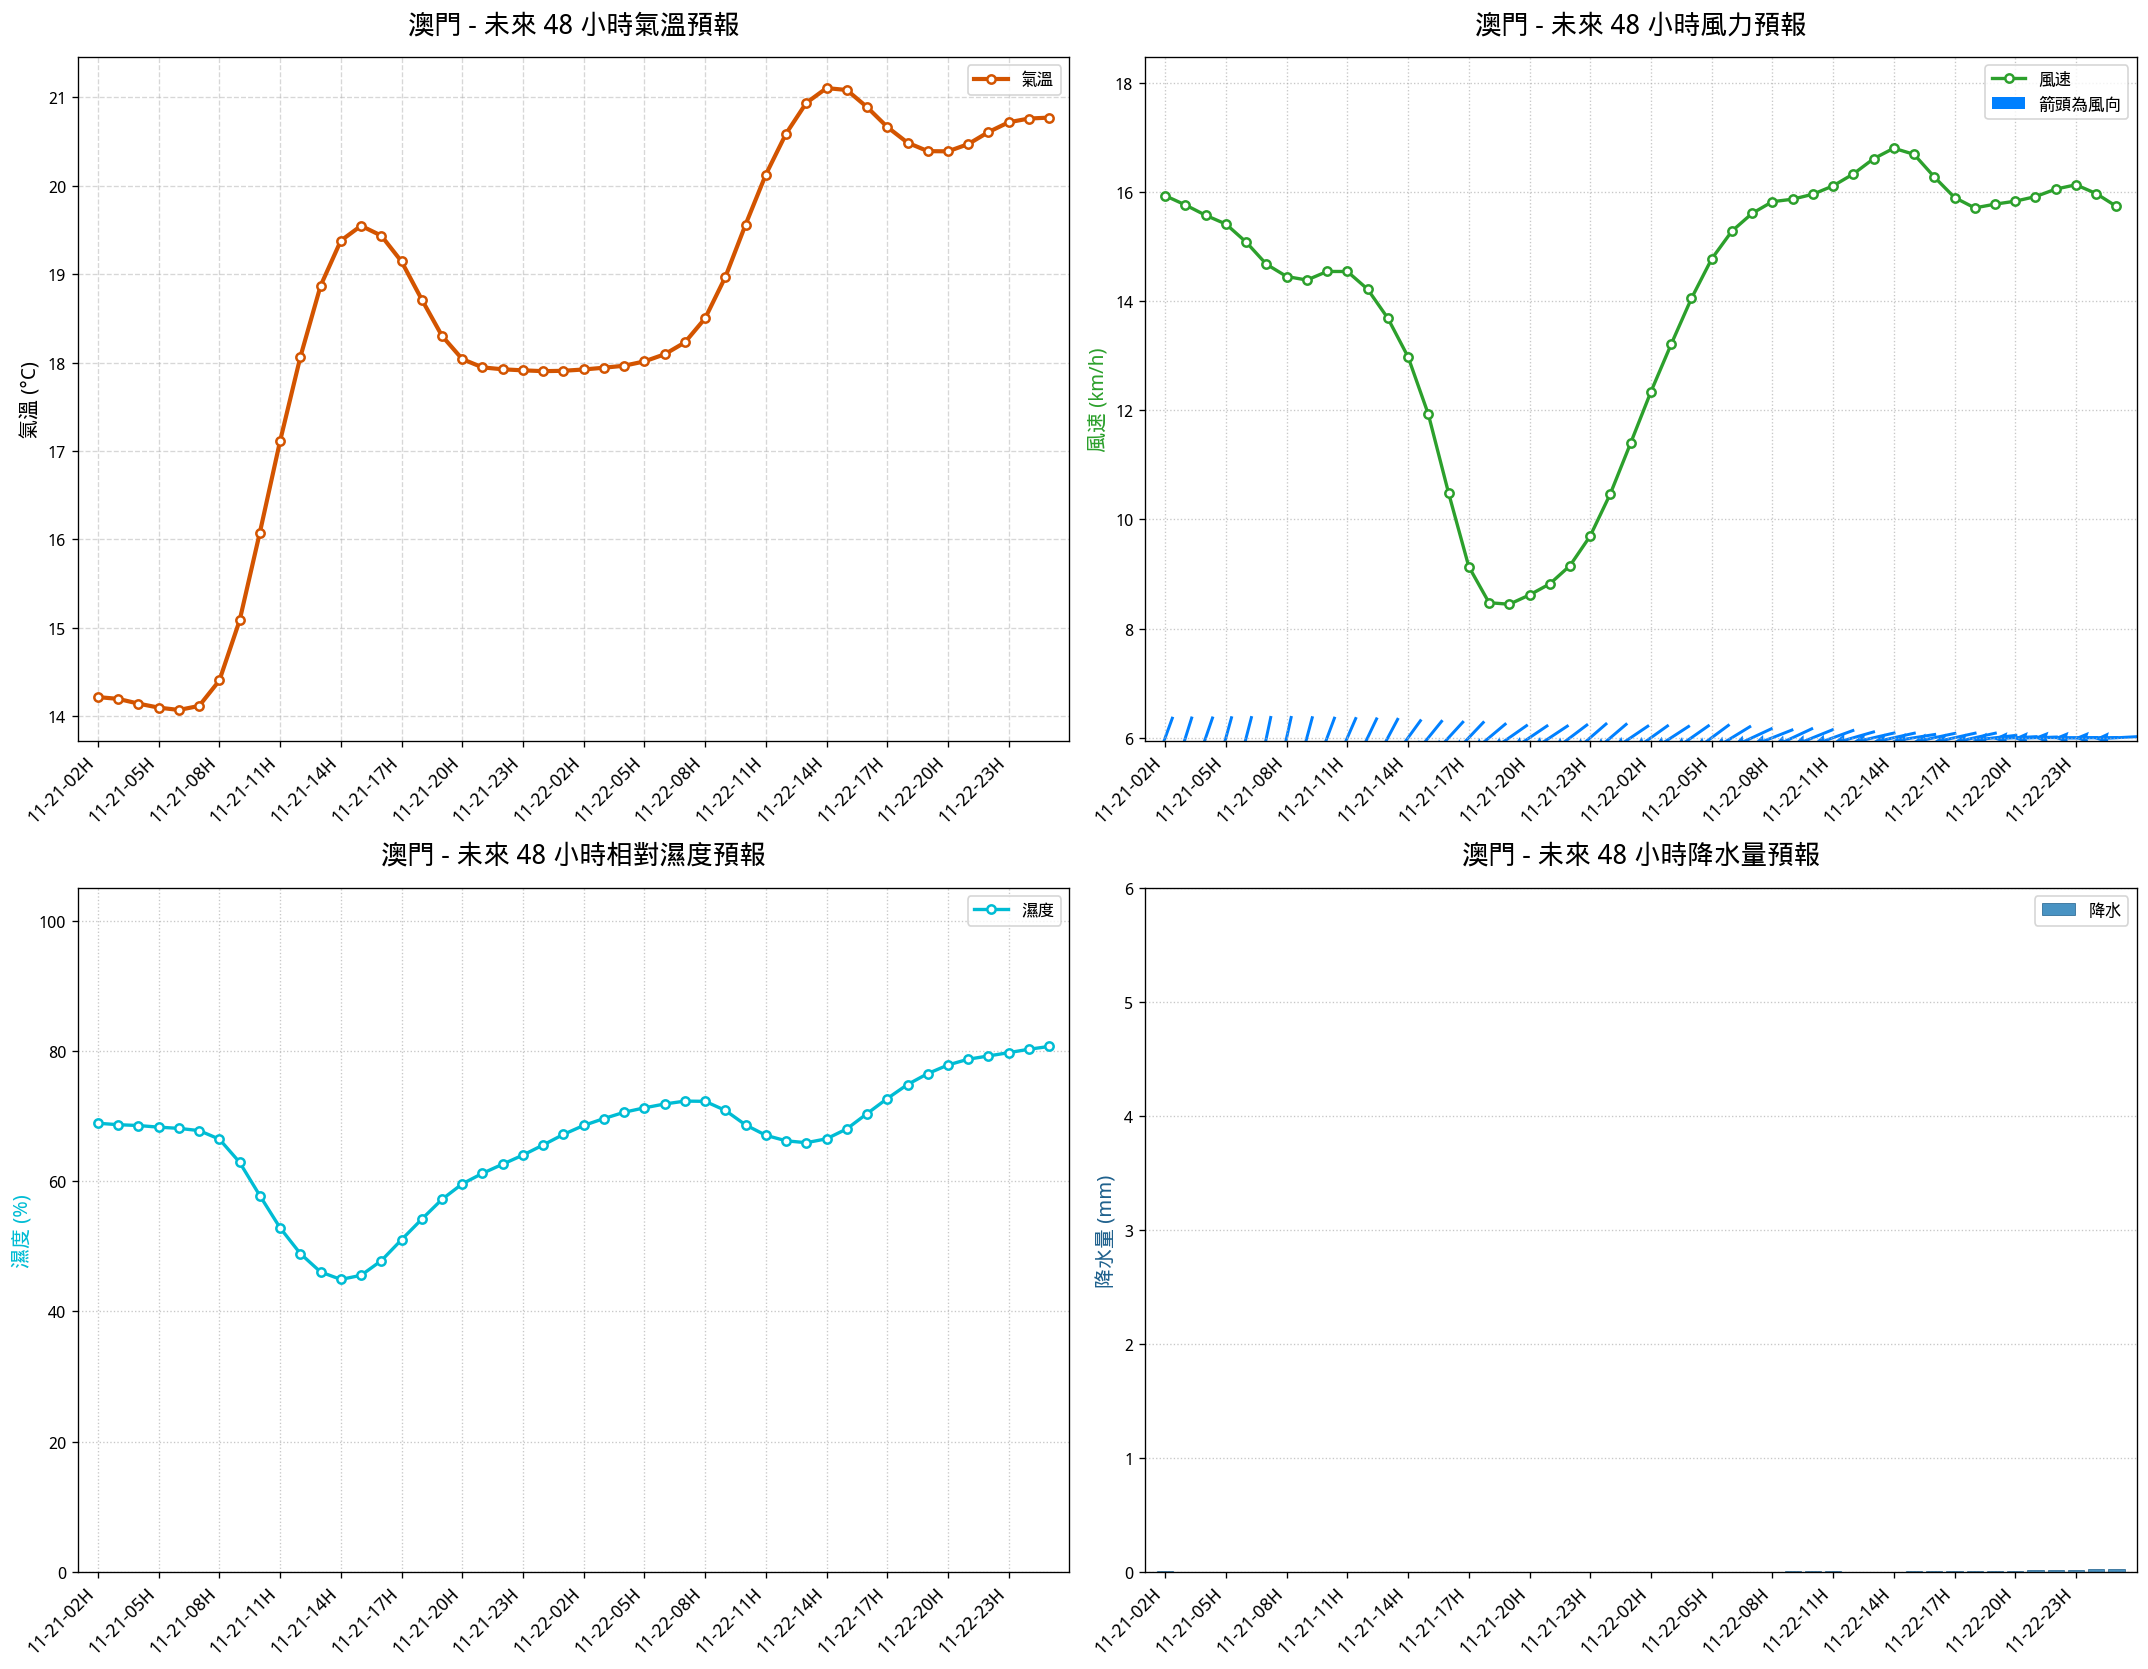 澳門 - 未來 48 小時氣溫預報
氣溫
氣溫 (°C)
21
20
19
18
17
16
15
14
11-21-02H
11-21-05H
11-21-08H
11-21-11H
11-21-14H
11-21-17H
11-21-20H
11-21-23H
11-22-02H
11-22-05H
11-22-08H
11-22-11H
11-22-14H
11-22-17H
11-22-20H
11-22-23H
澳門 - 未來 48 小時風力預報
風速
箭頭為風向
風速 (km/h)
18
16
14
12
10
8
6
11-21-02H
11-21-05H
11-21-08H
11-21-11H
11-21-14H
11-21-17H
11-21-20H
11-21-23H
11-22-02H
11-22-05H
11-22-08H
11-22-11H
11-22-14H
11-22-17H
11-22-20H
11-22-23H
澳門 - 未來 48 小時相對濕度預報
濕度
濕度 (%)
100
80
60
40
20
0
11-21-02H
11-21-05H
11-21-08H
11-21-11H
11-21-14H
11-21-17H
11-21-20H
11-21-23H
11-22-02H
11-22-05H
11-22-08H
11-22-11H
11-22-14H
11-22-17H
11-22-20H
11-22-23H
澳門 - 未來 48 小時降水量預報
降水
降水量 (mm)
6
5
4
3
2
1
0
11-21-02H
11-21-05H
11-21-08H
11-21-11H
11-21-14H
11-21-17H
11-21-20H
11-21-23H
11-22-02H
11-22-05H
11-22-08H
11-22-11H
11-22-14H
11-22-17H
11-22-20H
11-22-23H